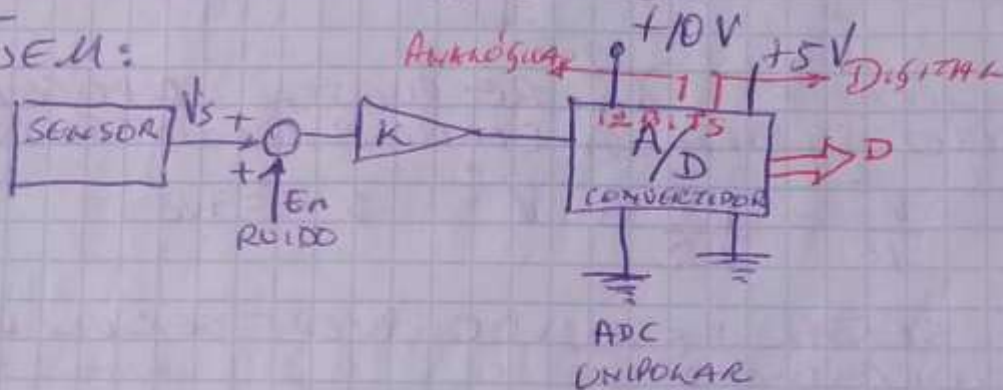 SEM:
+10 V
ANALÓGICA
+5 V
DIGITAL
SENSOR
Vs
+
+
En
RUIDO
K
12 BITS
A/D
CONVERTIDOR
D
ADC
UNIPOLAR